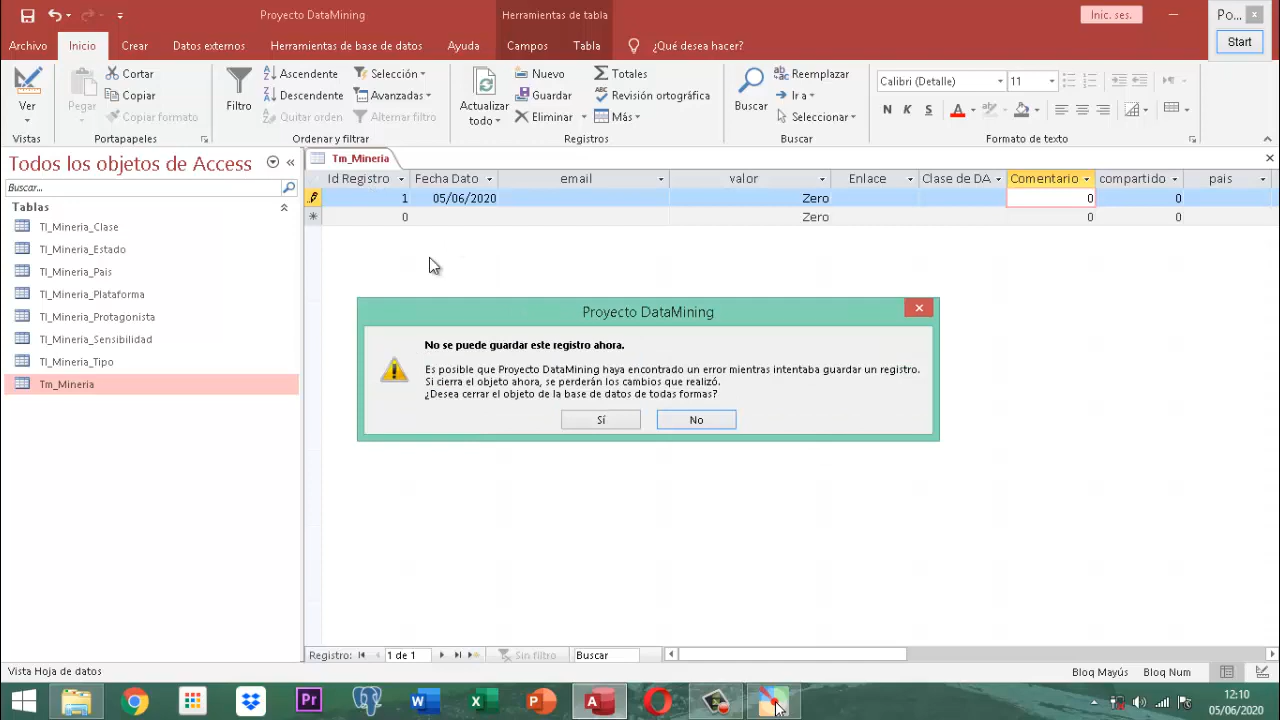 Proyecto DataMining
Herramientas de tabla
Inic. ses.
Po...
Archivo
Inicio
Crear
Datos externos
Herramientas de base de datos
Ayuda
Campos
Tabla
¿Qué desea hacer?
Start
Ver
Vistas
Pegar
Cortar
Copiar
Copiar formato
Portapapeles
Filtro
Ascendente
Descendente
Quitar orden
Selección
Avanzadas
Alternar filtro
Ordenar y filtrar
Actualizar
todo
Nuevo
Guardar
Eliminar
Totales
Revisión ortográfica
Más
Registros
Buscar
Reemplazar
Ir a
Seleccionar
Buscar
Calibri (Detalle)
11
N K S
A
Formato de texto
Todos los objetos de Access
Buscar...
Tablas
Tl_Mineria_Clase
Tl_Mineria_Estado
Tl_Mineria_Pais
Tl_Mineria_Plataforma
Tl_Mineria_Protagonista
Tl_Mineria_Sensibilidad
Tl_Mineria_Tipo
Tm_Mineria
Tm_Mineria
Id Registro Fecha Dato email valor Enlace Clase de DA Comentario compartido pais
1 05/06/2020 Zero 0 0
0 Zero 0 0
Proyecto DataMining
No se puede guardar este registro ahora.
Es posible que Proyecto DataMining haya encontrado un error mientras intentaba guardar un registro.
Si cierra el objeto ahora, se perderán los cambios que realizó.
¿Desea cerrar el objeto de la base de datos de todas formas?
Sí
No
Registro: 1 de 1 Sin filtro Buscar
Vista Hoja de datos
Bloq Mayús Bloq Num
Pr
W
X
P
A
12:10
05/06/2020